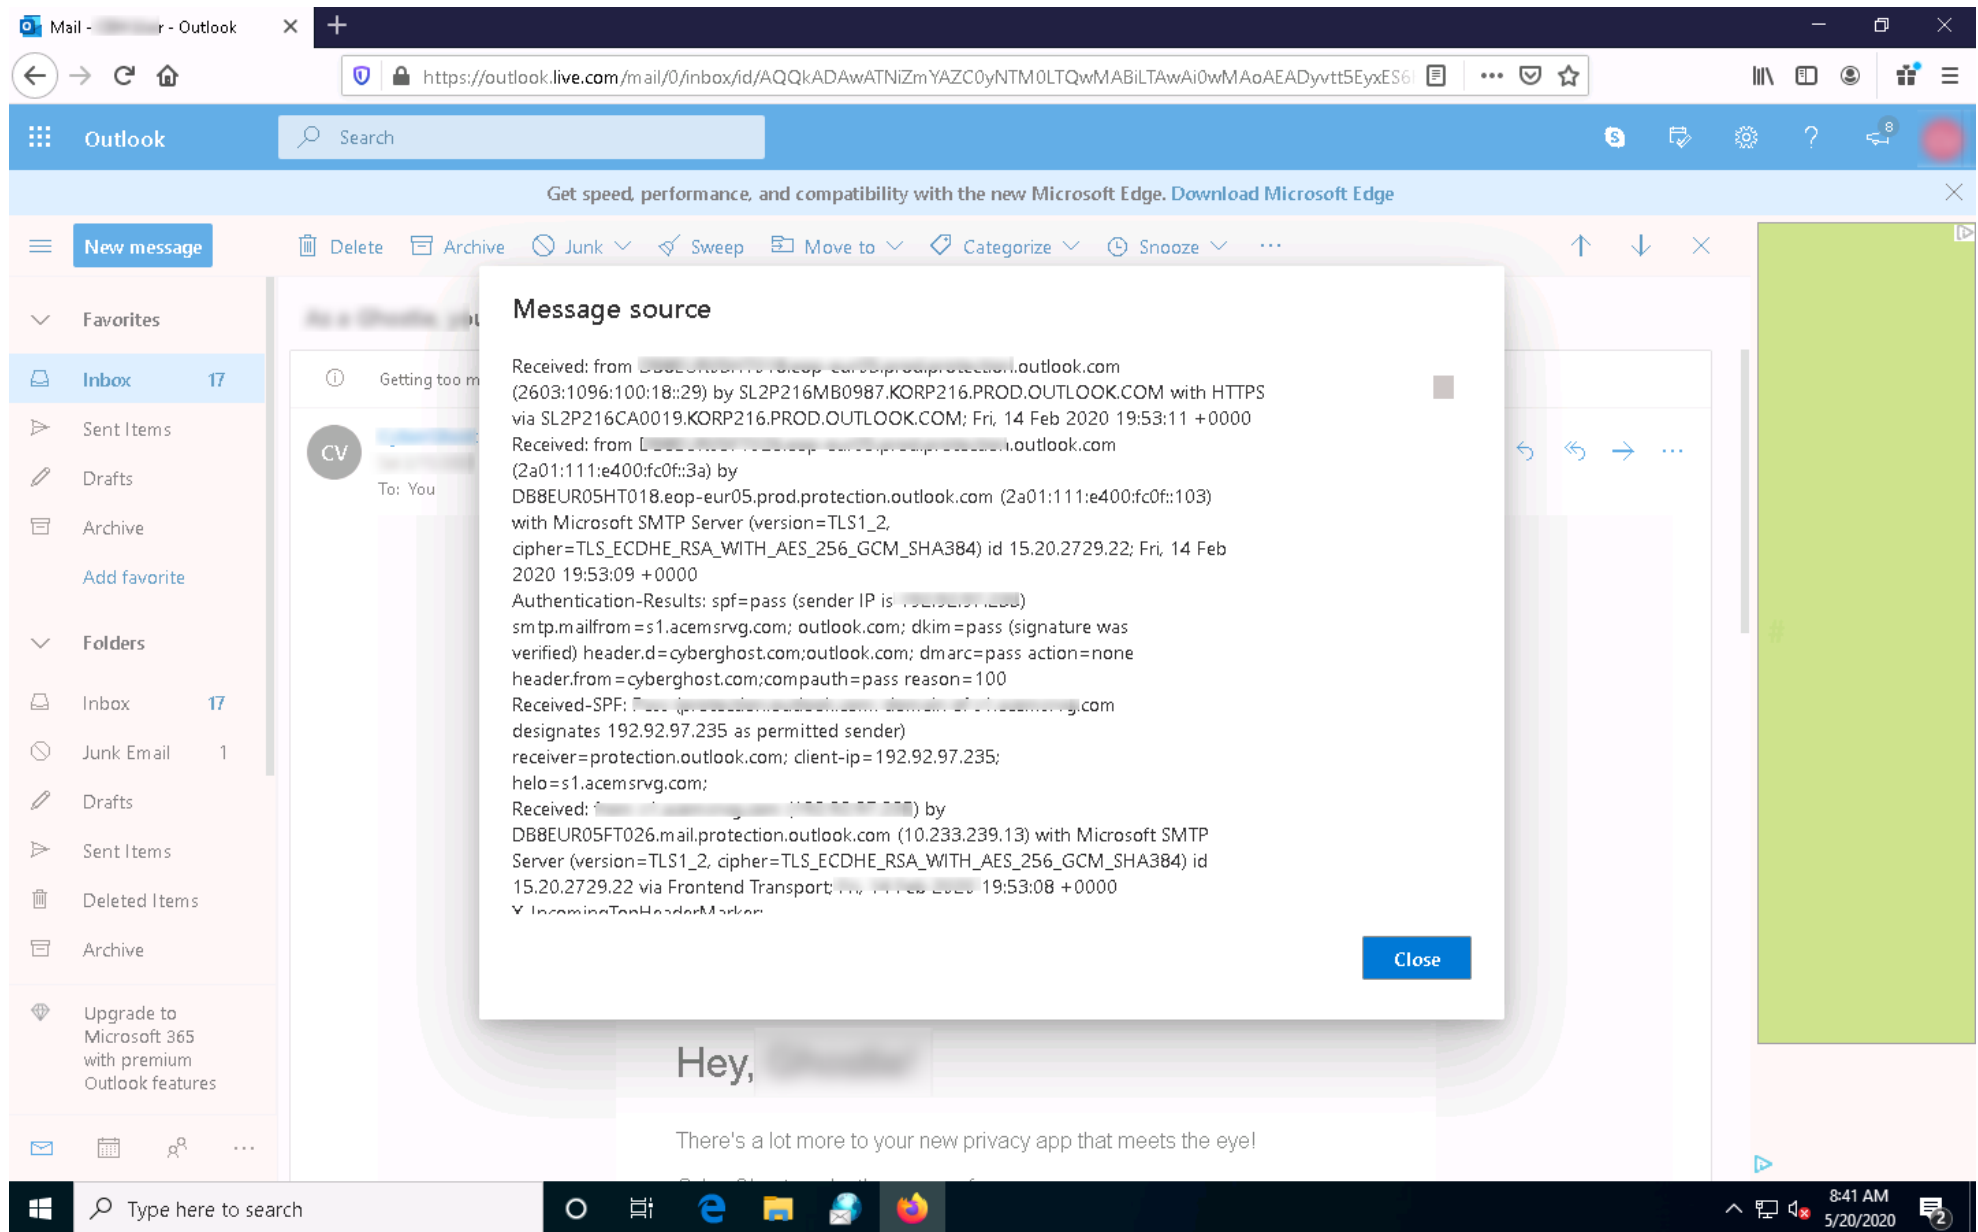 Mail - r - Outlook
https://outlook.live.com/mail/0/inbox/id/AQQkADAwATNiZmYAZC0yNTM0LTQwMABiLTAwAi0wMAoAEADyvtt5EyxES6
Outlook
Search
8
Get speed, performance, and compatibility with the new Microsoft Edge. Download Microsoft Edge
New message
Delete Archive Junk Sweep Move to Categorize Snooze
Favorites
Inbox 17
Sent Items
Drafts
Archive
Add favorite
Folders
Inbox 17
Junk Email 1
Drafts
Sent Items
Deleted Items
Archive
Upgrade to
Microsoft 365
with premium
Outlook features
Getting too m
CV
To: You
Message source
Received: from .outlook.com
(2603:1096:100:18::29) by SL2P216MB0987.KORP216.PROD.OUTLOOK.COM with HTTPS
via SL2P216CA0019.KORP216.PROD.OUTLOOK.COM; Fri, 14 Feb 2020 19:53:11 +0000
Received: from .outlook.com
(2a01:111:e400:fc0f::3a) by
DB8EUR05HT018.eop-eur05.prod.protection.outlook.com (2a01:111:e400:fc0f::103)
with Microsoft SMTP Server (version=TLS1_2,
cipher=TLS_ECDHE_RSA_WITH_AES_256_GCM_SHA384) id 15.20.2729.22; Fri, 14 Feb
2020 19:53:09 +0000
Authentication-Results: spf=pass (sender IP is )
smtp.mailfrom=s1.acemsrvg.com; outlook.com; dkim=pass (signature was
verified) header.d=cyberghost.com;outlook.com; dmarc=pass action=none
header.from=cyberghost.com;compauth=pass reason=100
Received-SPF: .com
designates 192.92.97.235 as permitted sender)
receiver=protection.outlook.com; client-ip=192.92.97.235;
helo=s1.acemsrvg.com;
Received: ) by
DB8EUR05FT026.mail.protection.outlook.com (10.233.239.13) with Microsoft SMTP
Server (version=TLS1_2, cipher=TLS_ECDHE_RSA_WITH_AES_256_GCM_SHA384) id
15.20.2729.22 via Frontend Transport; 19:53:08 +0000
X-IncomingTopHeaderMarker:
Close
Hey,
There's a lot more to your new privacy app that meets the eye!
#
Type here to search
8:41 AM
5/20/2020
2